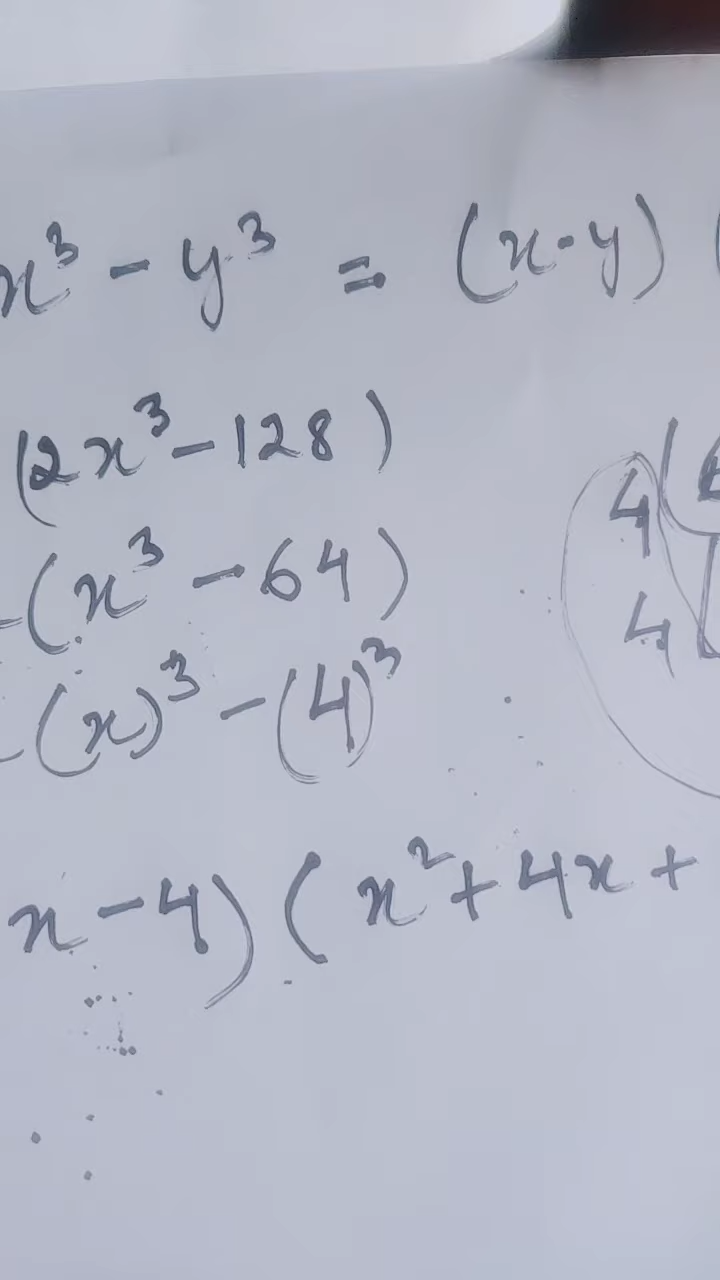 x³ - y³ = (x-y) (
(2x³ - 128)
-(x³ - 64)
4
- (x)³ - (4)³
4
x - 4) (x² + 4x +